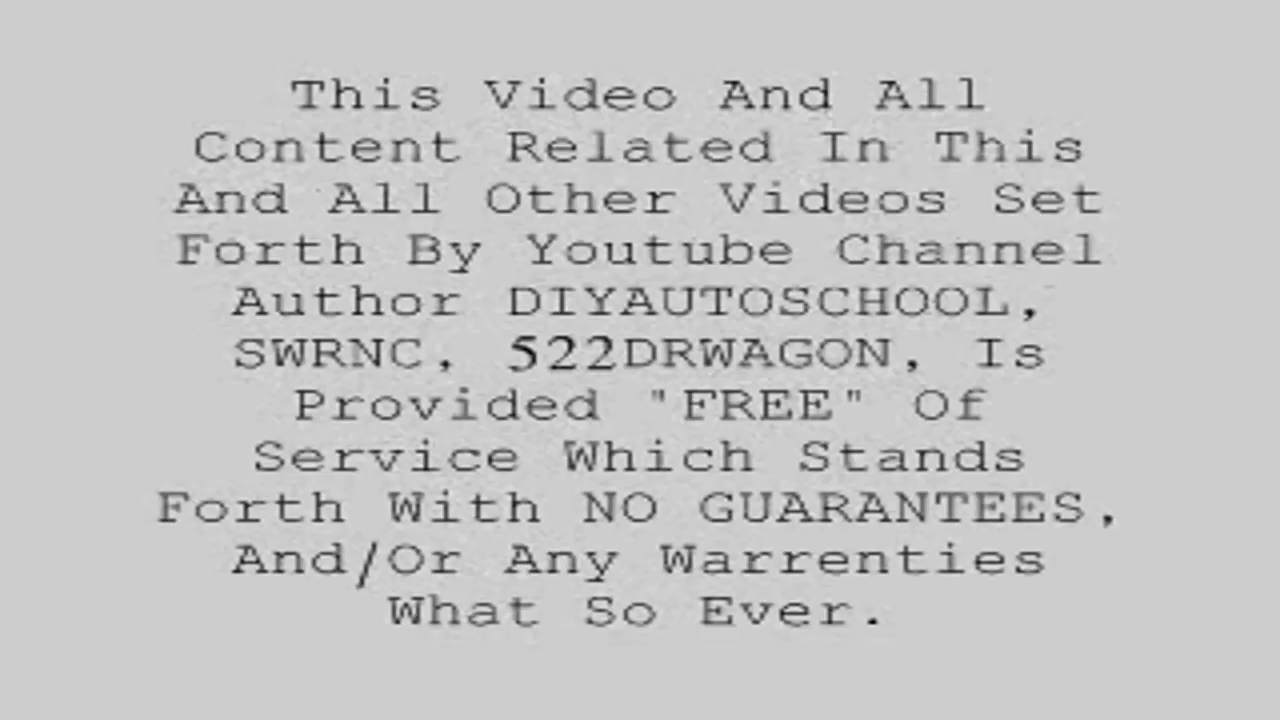 This Video And All
Content Related In This
And All Other Videos Set
Forth By Youtube Channel
Author DIYAUTOSCHOOL,
SWRNC, 522DRWAGON, Is
Provided "FREE" Of
Service Which Stands
Forth With NO GUARANTEES,
And/Or Any Warrenties
What So Ever.